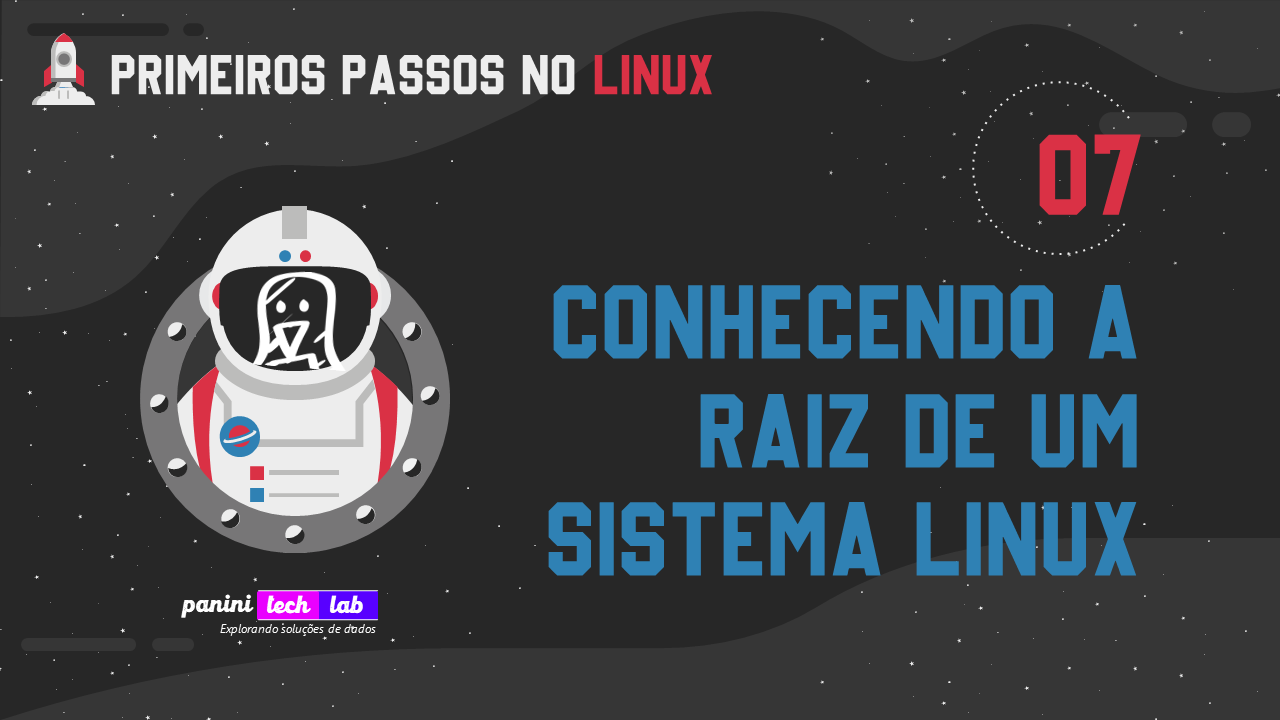 PRIMEIROS PASSOS NO LINUX
07
CONHECENDO A
RAIZ DE UM
SISTEMA LINUX
panini tech lab
Explorando soluções de dados